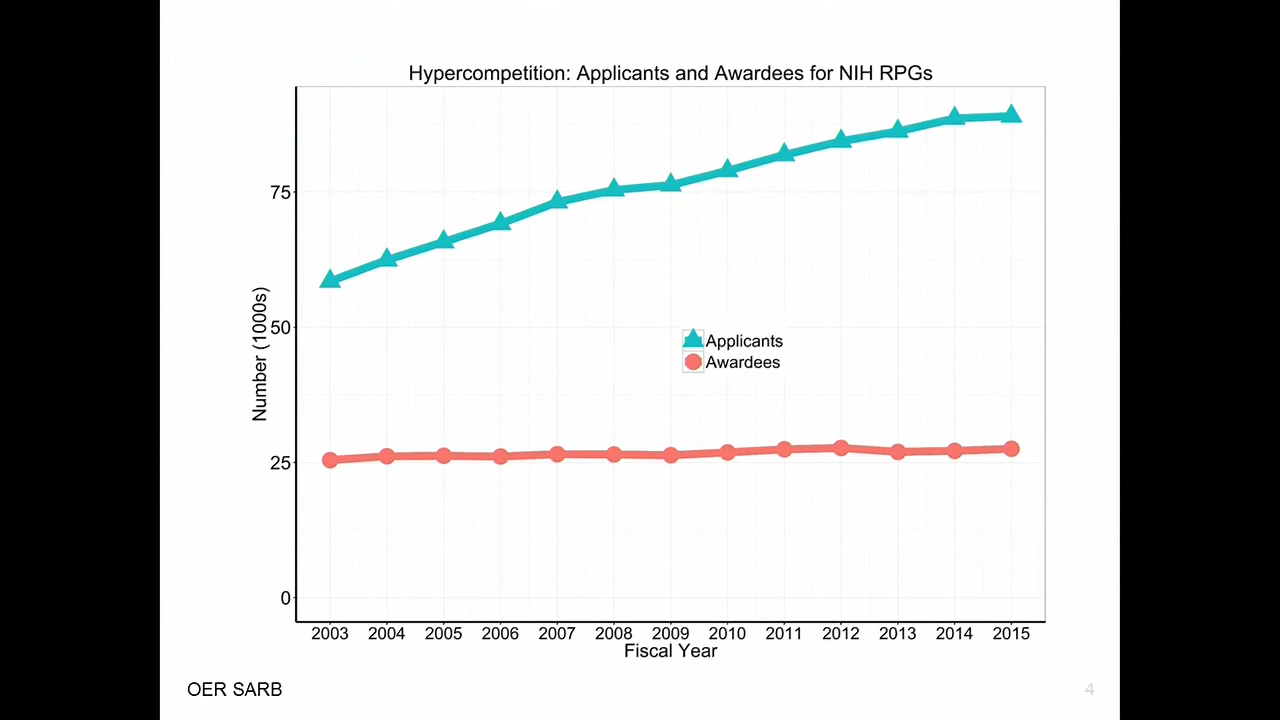 Hypercompetition: Applicants and Awardees for NIH RPGs
Number (1000s)
75
50
25
0
Applicants
Awardees
2003 2004 2005 2006 2007 2008 2009 2010 2011 2012 2013 2014 2015
Fiscal Year
OER SARB
4